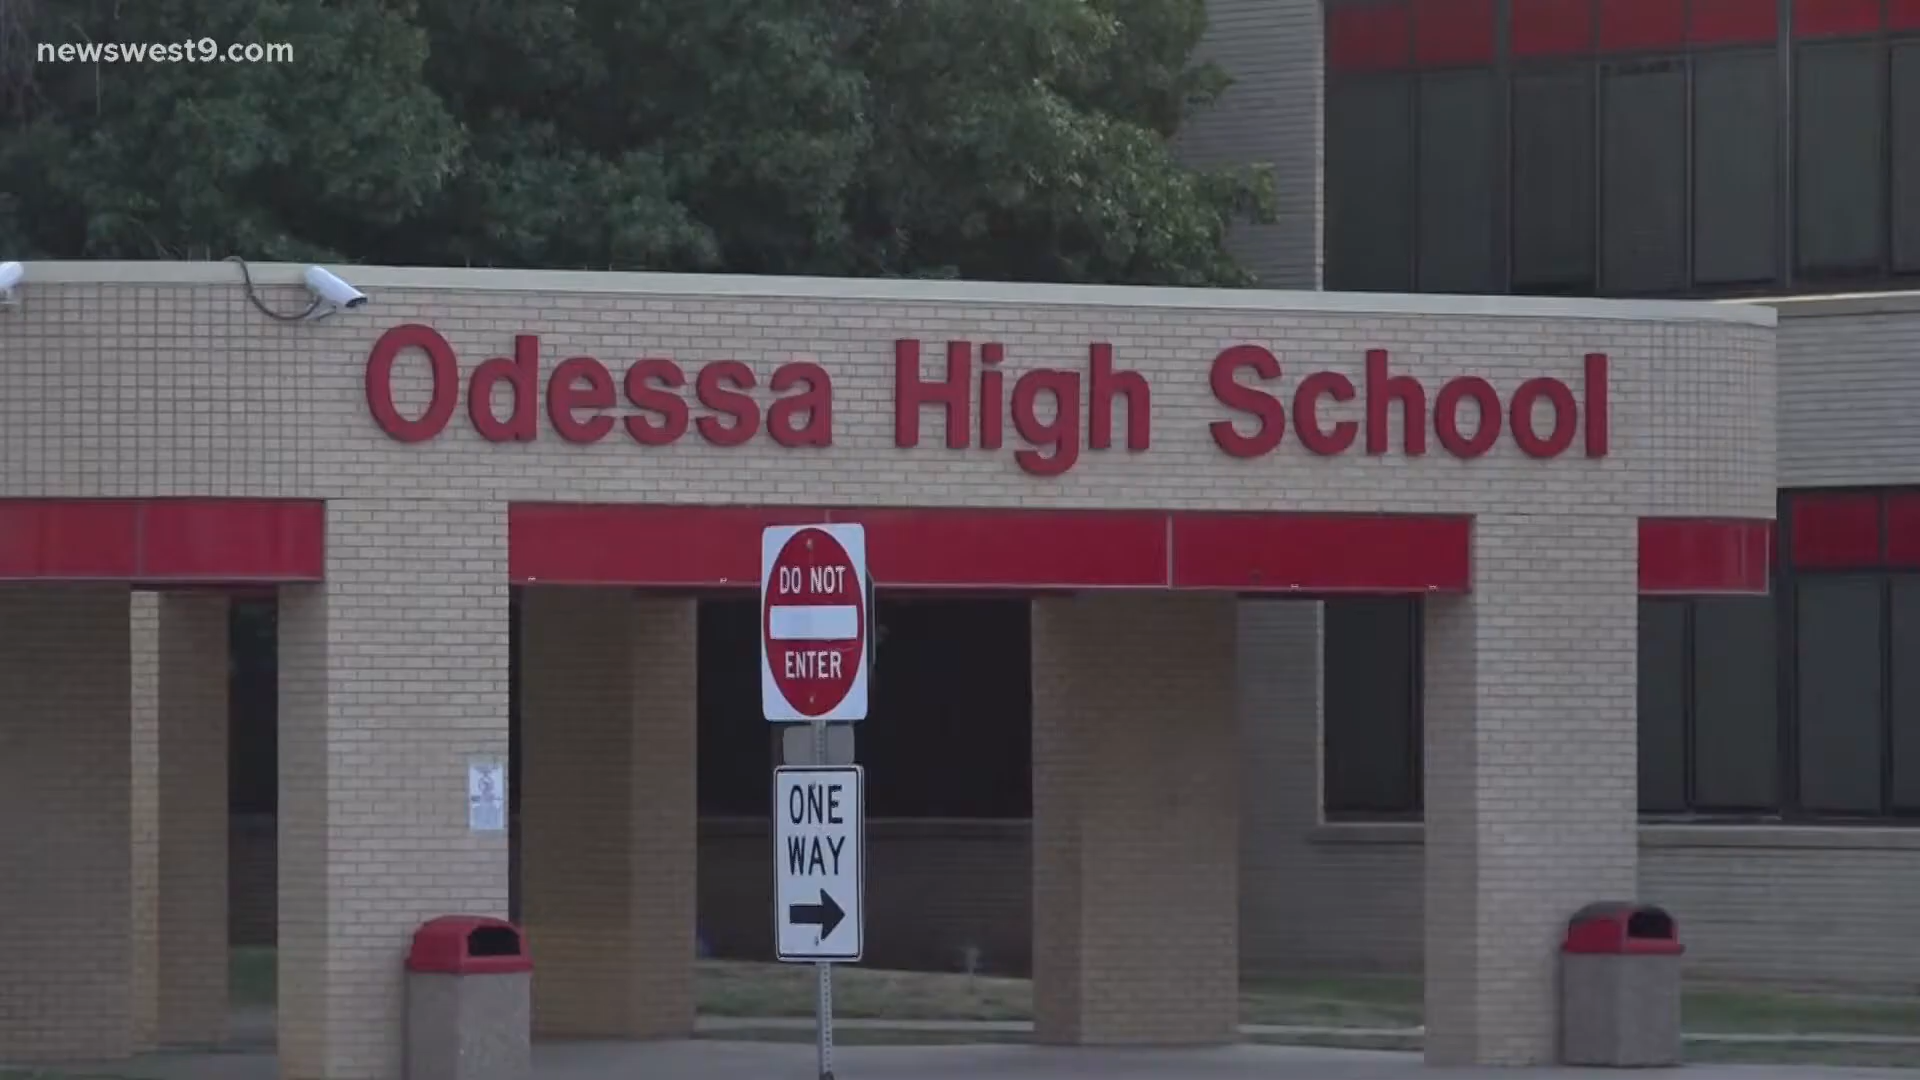 newswest9.com
Odessa High School
DO NOT
ENTER
ONE
WAY